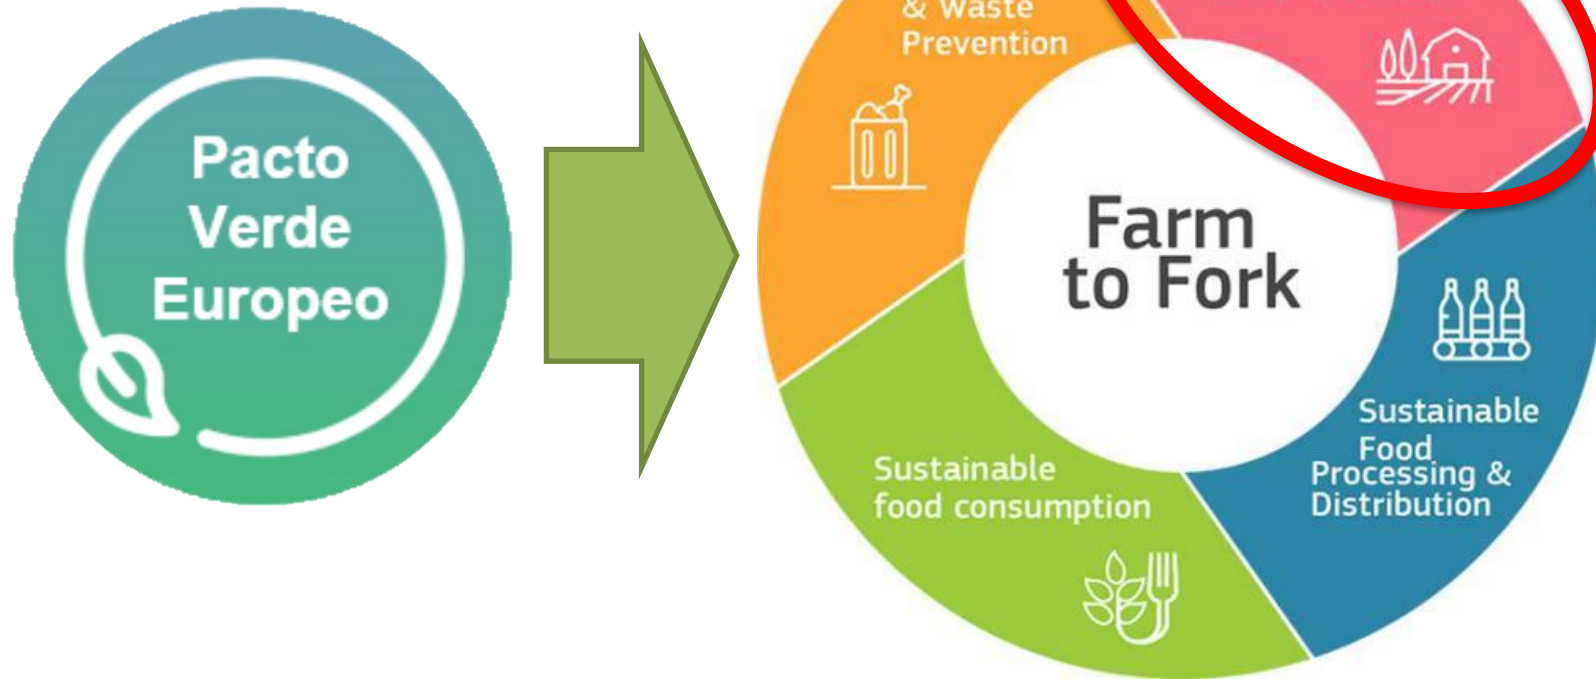 Pacto
Verde
Europeo
& Waste
Prevention
Farm
to Fork
Sustainable
Food
Processing &
Distribution
Sustainable
food consumption